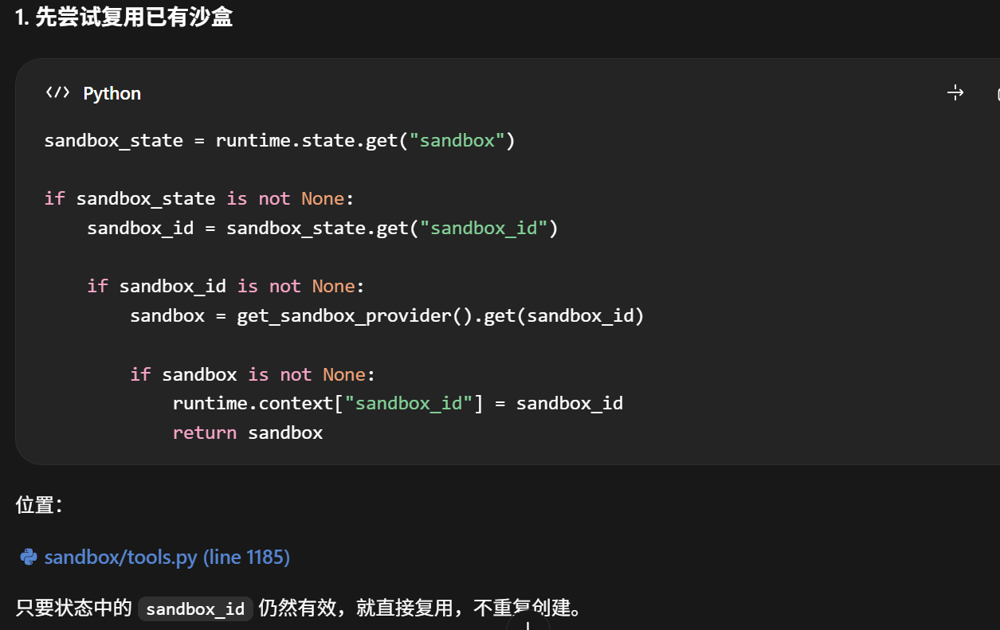 1. 先尝试复用已有沙盒
</> Python
sandbox_state = runtime.state.get("sandbox")
if sandbox_state is not None:
    sandbox_id = sandbox_state.get("sandbox_id")
    if sandbox_id is not None:
        sandbox = get_sandbox_provider().get(sandbox_id)
        if sandbox is not None:
            runtime.context["sandbox_id"] = sandbox_id
            return sandbox
位置：
sandbox/tools.py (line 1185)
只要状态中的 sandbox_id 仍然有效，就直接复用，不重复创建。